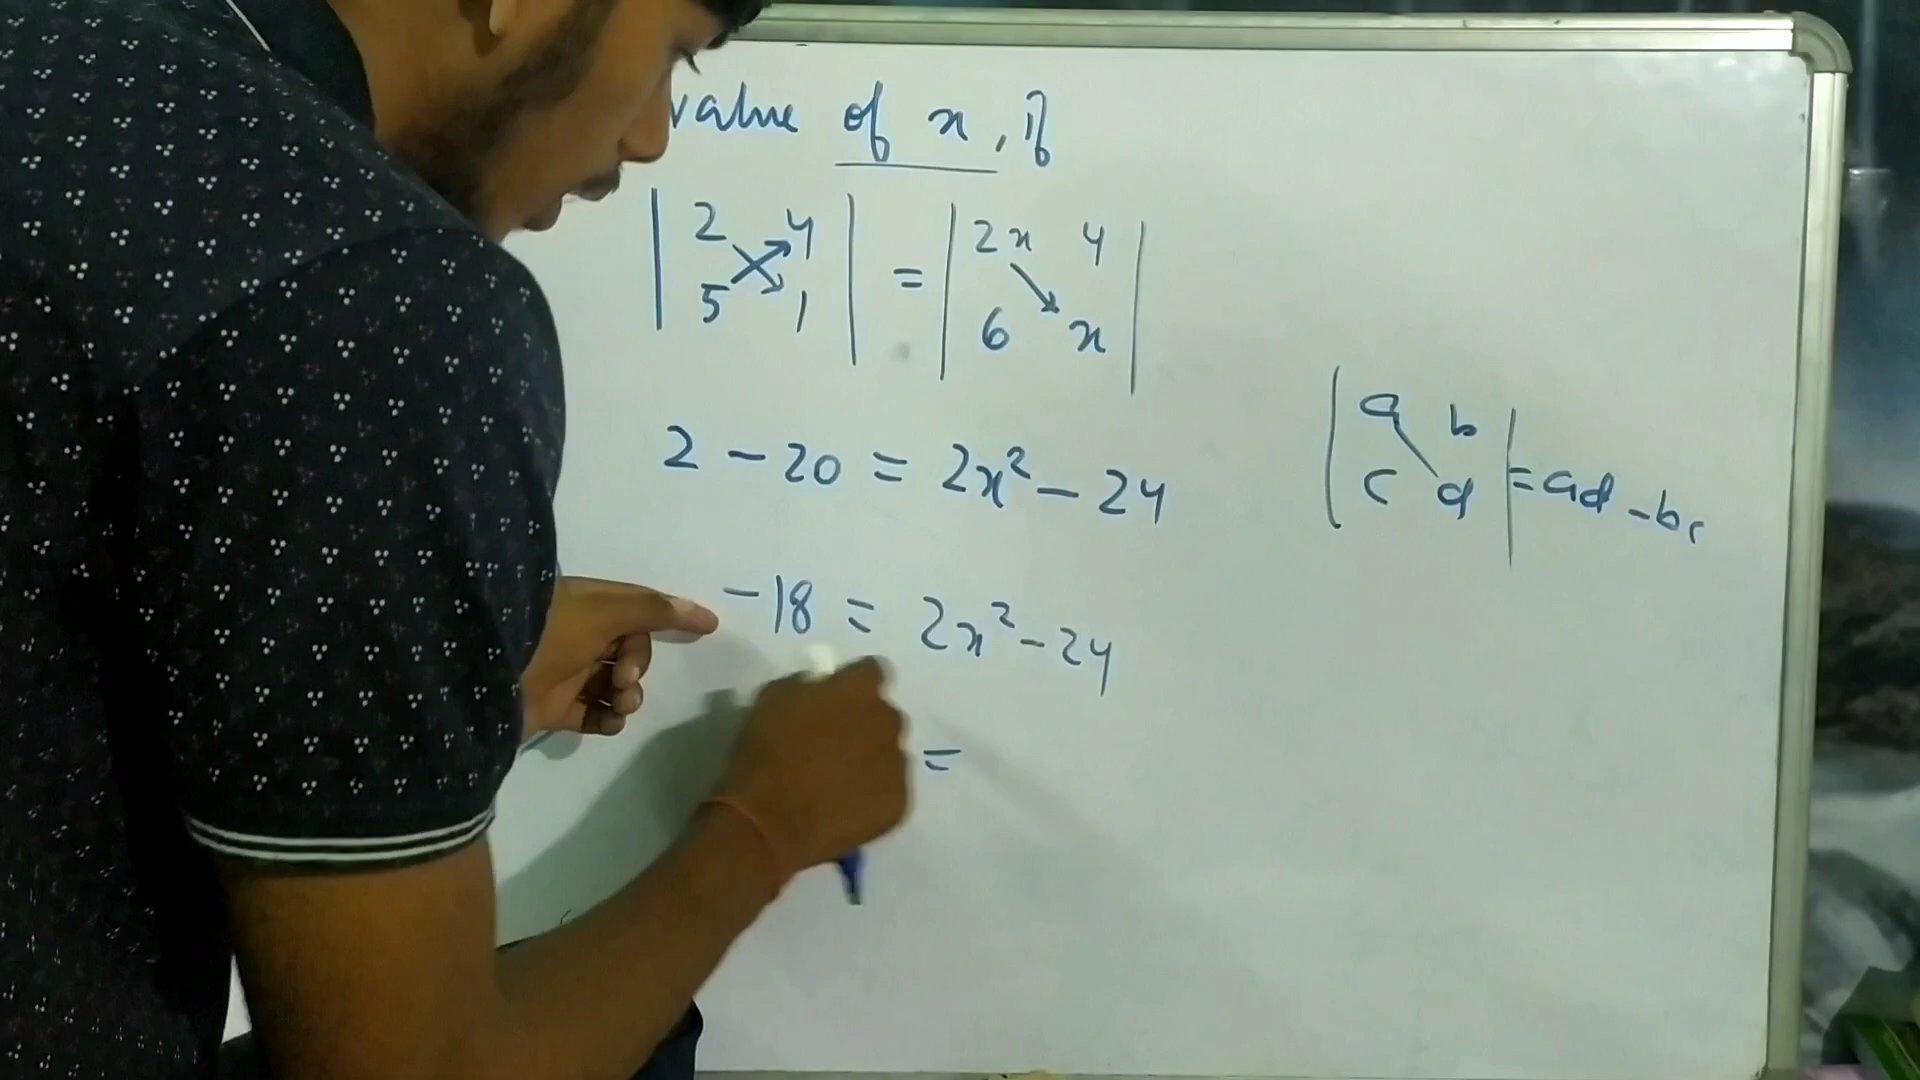 value of x, if
| 2 4 | = | 2x 4 |
| 5 1 | | 6 x |
2 - 20 = 2x² - 24
| a b |
| c d | = ad - bc
-18 = 2x² - 24
=